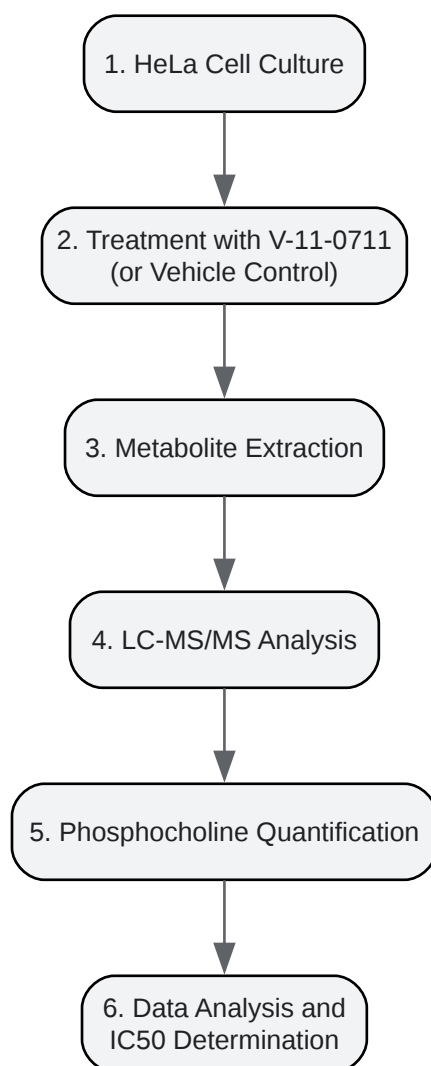 1. HeLa Cell Culture
2. Treatment with V-11-0711
(or Vehicle Control)
3. Metabolite Extraction
4. LC-MS/MS Analysis
5. Phosphocholine Quantification
6. Data Analysis and
IC50 Determination